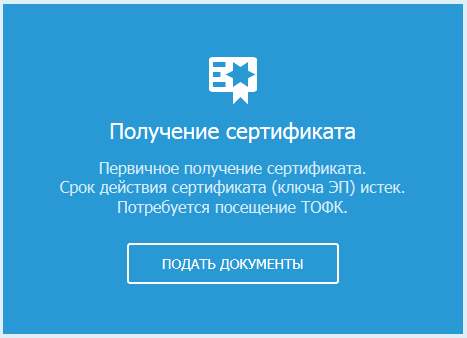 Получение сертификата
Первичное получение сертификата.
Срок действия сертификата (ключа ЭП) истек.
Потребуется посещение ТОФК.
ПОДАТЬ ДОКУМЕНТЫ